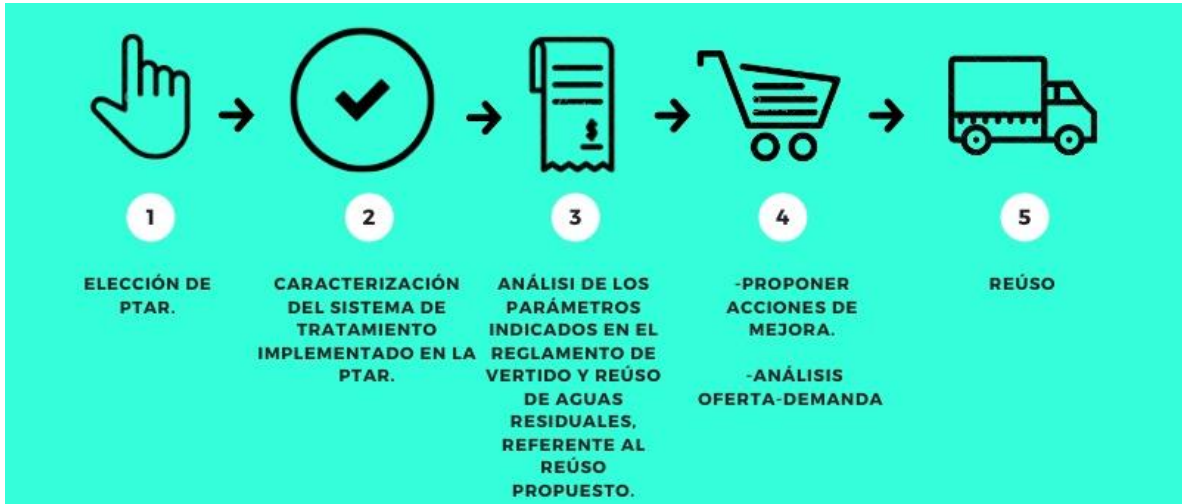 $
1
ELECCIÓN DE
PTAR.
2
CARACTERIZACIÓN
DEL SISTEMA DE
TRATAMIENTO
IMPLEMENTADO EN LA
PTAR.
3
ANÁLISI DE LOS
PARÁMETROS
INDICADOS EN EL
REGLAMENTO DE
VERTIDO Y REÚSO
DE AGUAS
RESIDUALES,
REFERENTE AL
REÚSO
PROPUESTO.
4
-PROPONER
ACCIONES DE
MEJORA.
-ANÁLISIS
OFERTA-DEMANDA
5
REÚSO